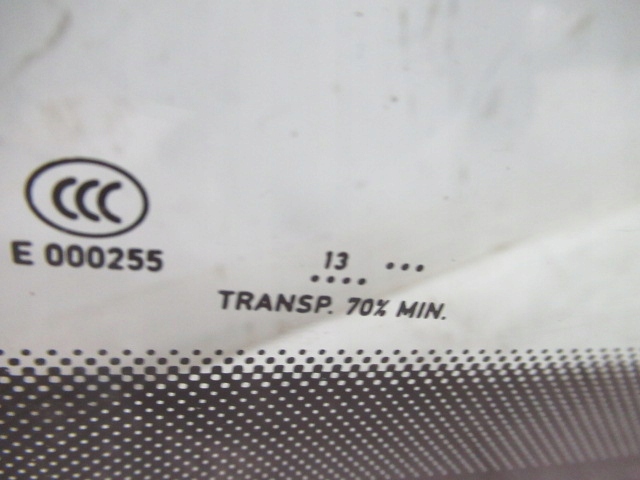 CCC
E 000255
13 •••
••••
TRANSP. 70% MIN.